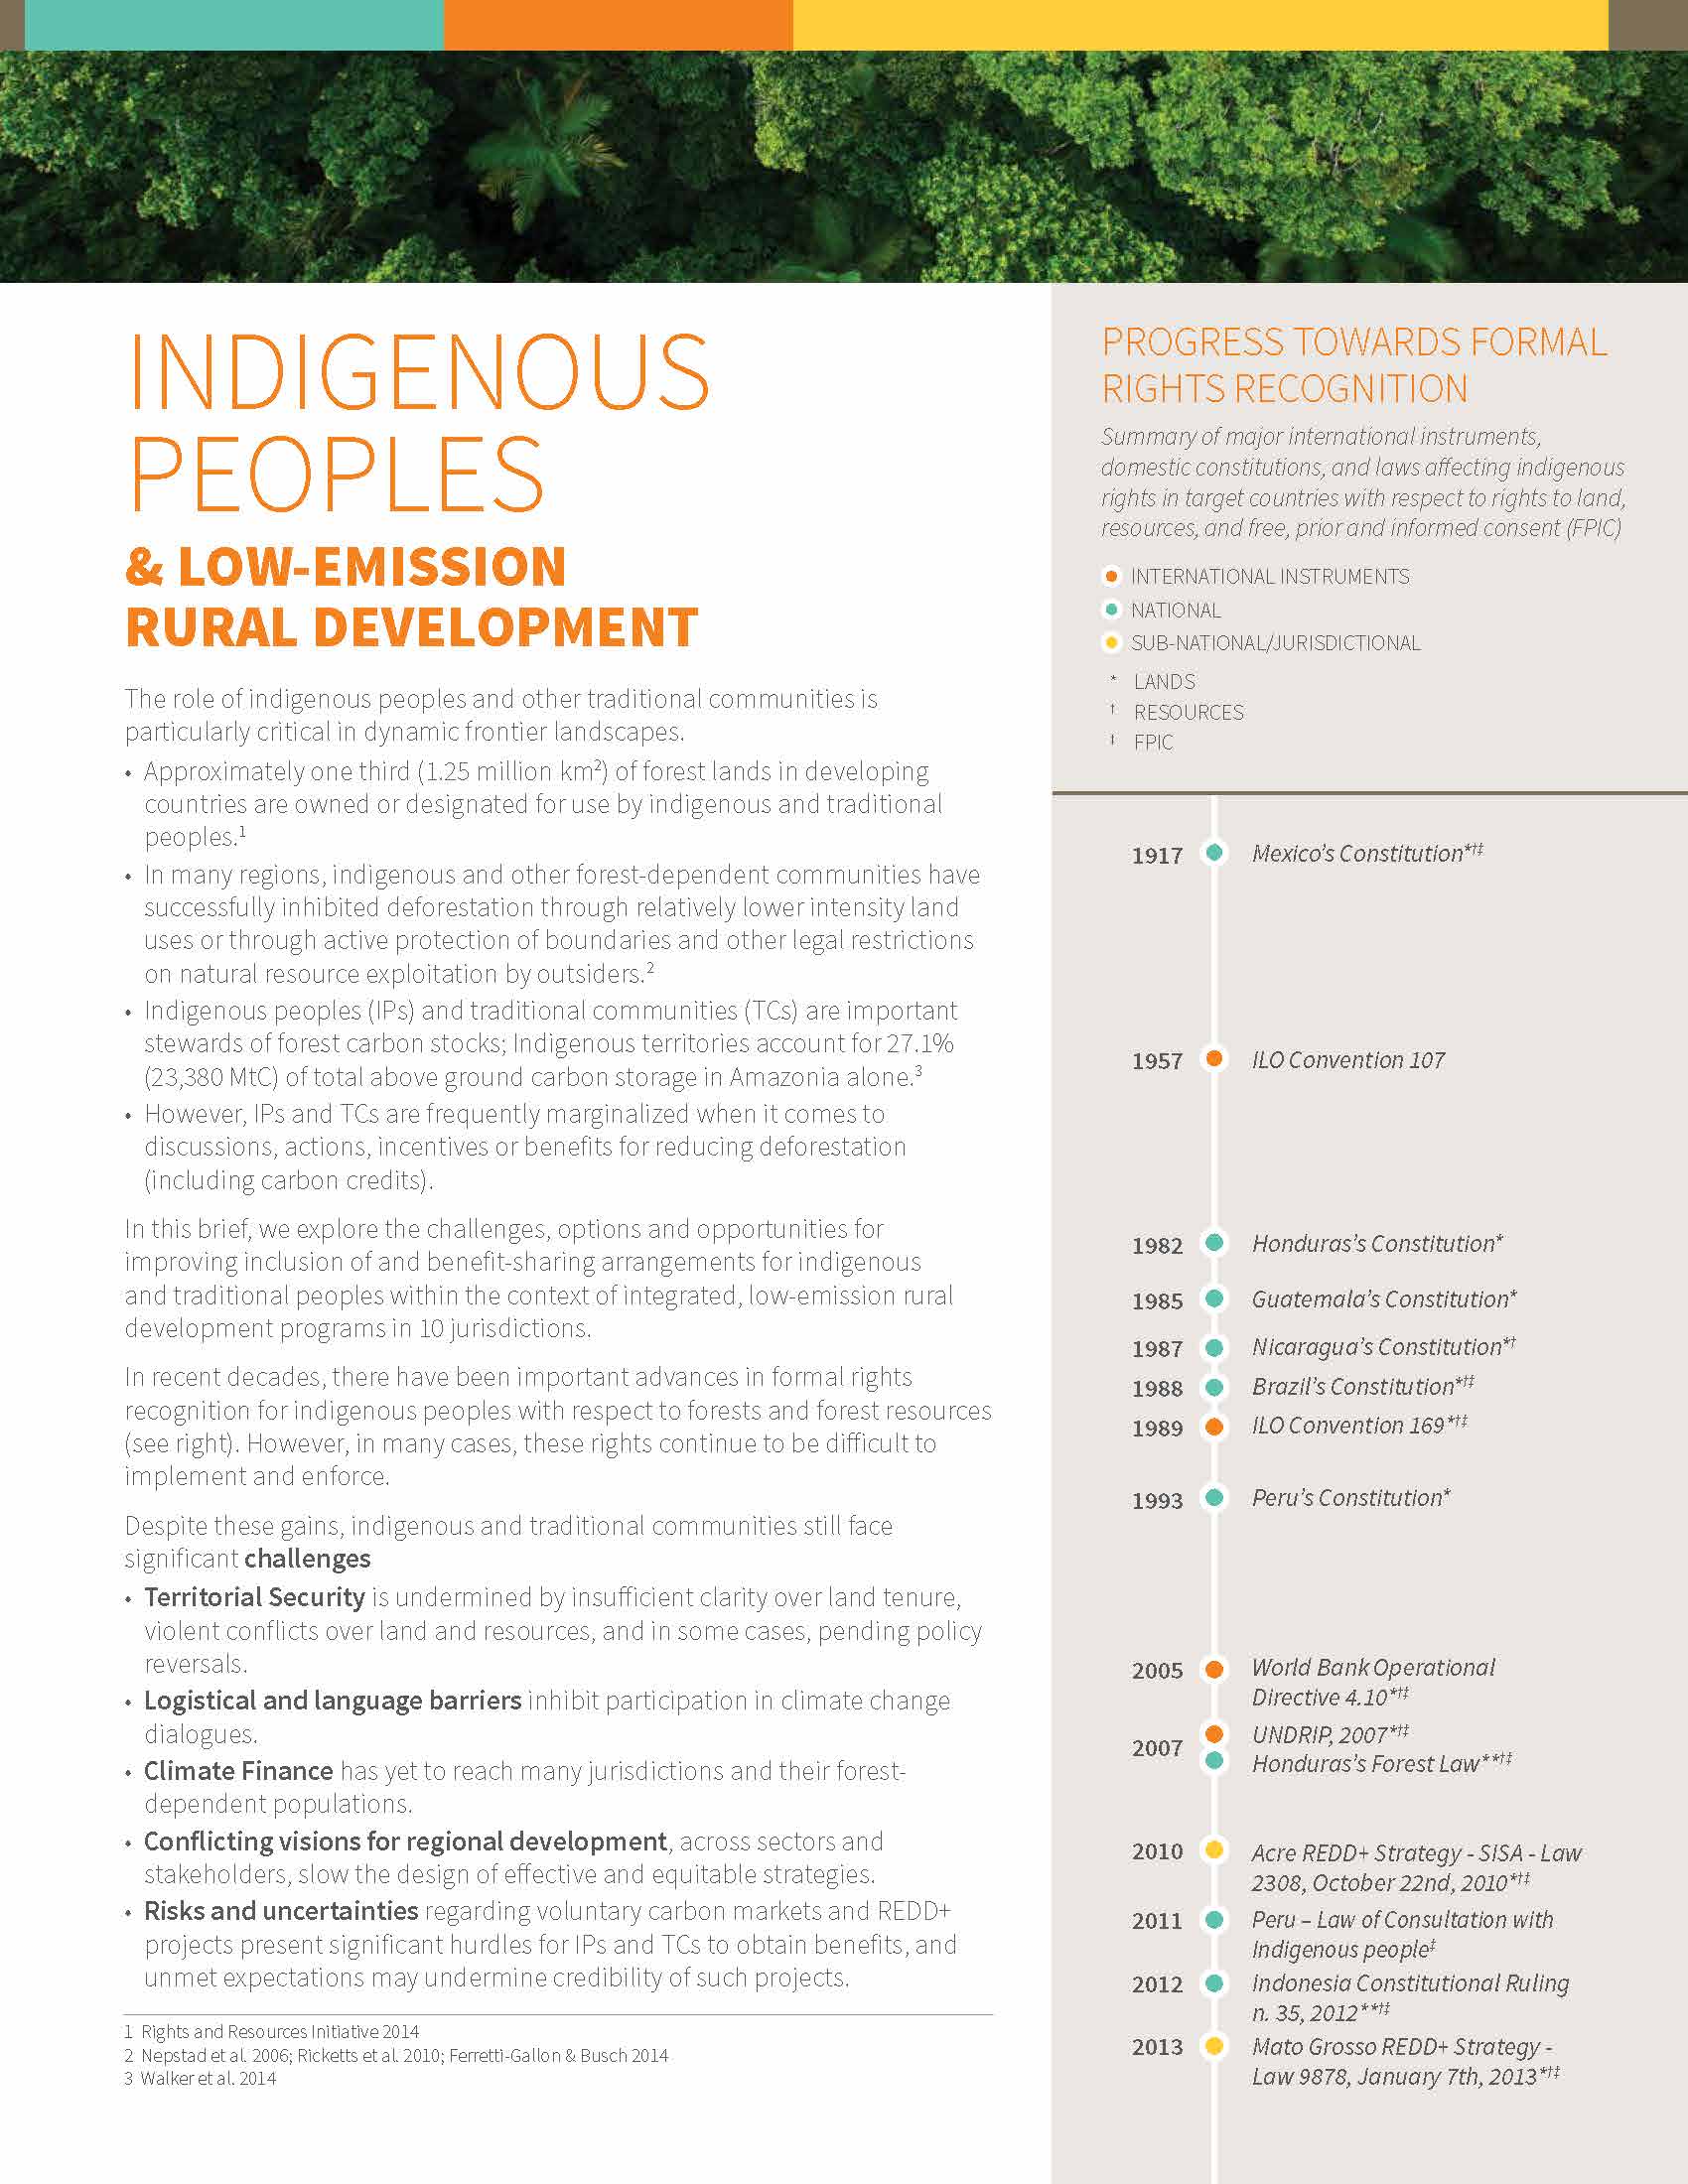 INDIGENOUS
PEOPLES
& LOW-EMISSION
RURAL DEVELOPMENT
The role of indigenous peoples and other traditional communities is
particularly critical in dynamic frontier landscapes.
• Approximately one third (1.25 million km²) of forest lands in developing
countries are owned or designated for use by indigenous and traditional
peoples.¹
• In many regions, indigenous and other forest-dependent communities have
successfully inhibited deforestation through relatively lower intensity land
uses or through active protection of boundaries and other legal restrictions
on natural resource exploitation by outsiders.²
• Indigenous peoples (IPs) and traditional communities (TCs) are important
stewards of forest carbon stocks; Indigenous territories account for 27.1%
(23,380 MtC) of total above ground carbon storage in Amazonia alone.³
• However, IPs and TCs are frequently marginalized when it comes to
discussions, actions, incentives or benefits for reducing deforestation
(including carbon credits).
In this brief, we explore the challenges, options and opportunities for
improving inclusion of and benefit-sharing arrangements for indigenous
and traditional peoples within the context of integrated, low-emission rural
development programs in 10 jurisdictions.
In recent decades, there have been important advances in formal rights
recognition for indigenous peoples with respect to forests and forest resources
(see right). However, in many cases, these rights continue to be difficult to
implement and enforce.
Despite these gains, indigenous and traditional communities still face
significant challenges
• Territorial Security is undermined by insufficient clarity over land tenure,
violent conflicts over land and resources, and in some cases, pending policy
reversals.
• Logistical and language barriers inhibit participation in climate change
dialogues.
• Climate Finance has yet to reach many jurisdictions and their forest-
dependent populations.
• Conflicting visions for regional development, across sectors and
stakeholders, slow the design of effective and equitable strategies.
• Risks and uncertainties regarding voluntary carbon markets and REDD+
projects present significant hurdles for IPs and TCs to obtain benefits, and
unmet expectations may undermine credibility of such projects.
1 Rights and Resources Initiative 2014
2 Nepstad et al. 2006; Ricketts et al. 2010; Ferretti-Gallon & Busch 2014
3 Walker et al. 2014
PROGRESS TOWARDS FORMAL
RIGHTS RECOGNITION
Summary of major international instruments,
domestic constitutions, and laws affecting indigenous
rights in target countries with respect to rights to land,
resources, and free, prior and informed consent (FPIC)
INTERNATIONAL INSTRUMENTS
NATIONAL
SUB-NATIONAL/JURISDICTIONAL
* LANDS
† RESOURCES
‡ FPIC
1917 Mexico's Constitution*†‡
1957 ILO Convention 107
1982 Honduras's Constitution*
1985 Guatemala's Constitution*
1987 Nicaragua's Constitution*†
1988 Brazil's Constitution*†‡
1989 ILO Convention 169*†‡
1993 Peru's Constitution*
2005 World Bank Operational
Directive 4.10*†‡
2007 UNDRIP, 2007*†‡
Honduras's Forest Law**†‡
2010 Acre REDD+ Strategy - SISA - Law
2308, October 22nd, 2010*†‡
2011 Peru – Law of Consultation with
Indigenous people‡
2012 Indonesia Constitutional Ruling
n. 35, 2012**†‡
2013 Mato Grosso REDD+ Strategy -
Law 9878, January 7th, 2013*†‡